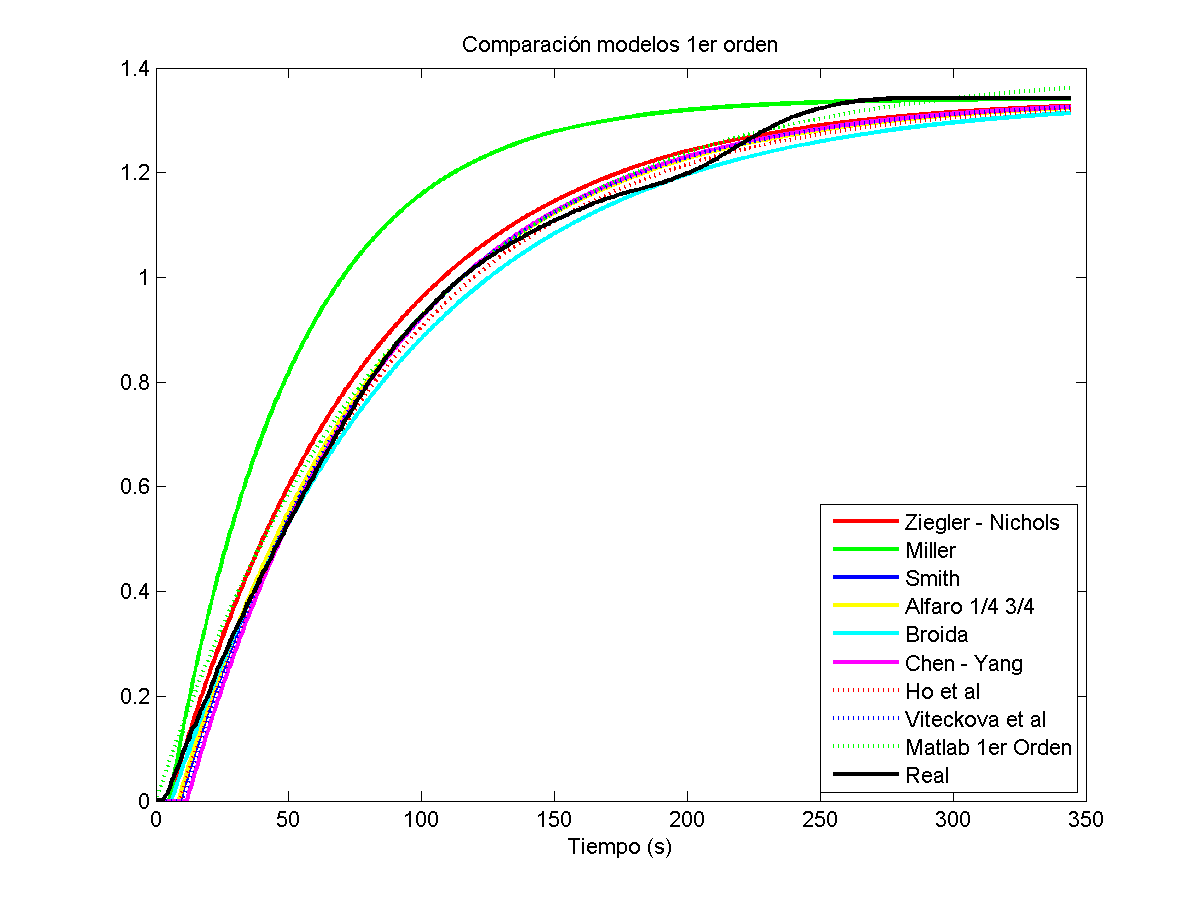 Comparación modelos 1er orden
1.4
1.2
1
0.8
0.6
0.4
0.2
0
0 50 100 150 200 250 300 350
Tiempo (s)
Ziegler - Nichols
Miller
Smith
Alfaro 1/4 3/4
Broida
Chen - Yang
Ho et al
Viteckova et al
Matlab 1er Orden
Real